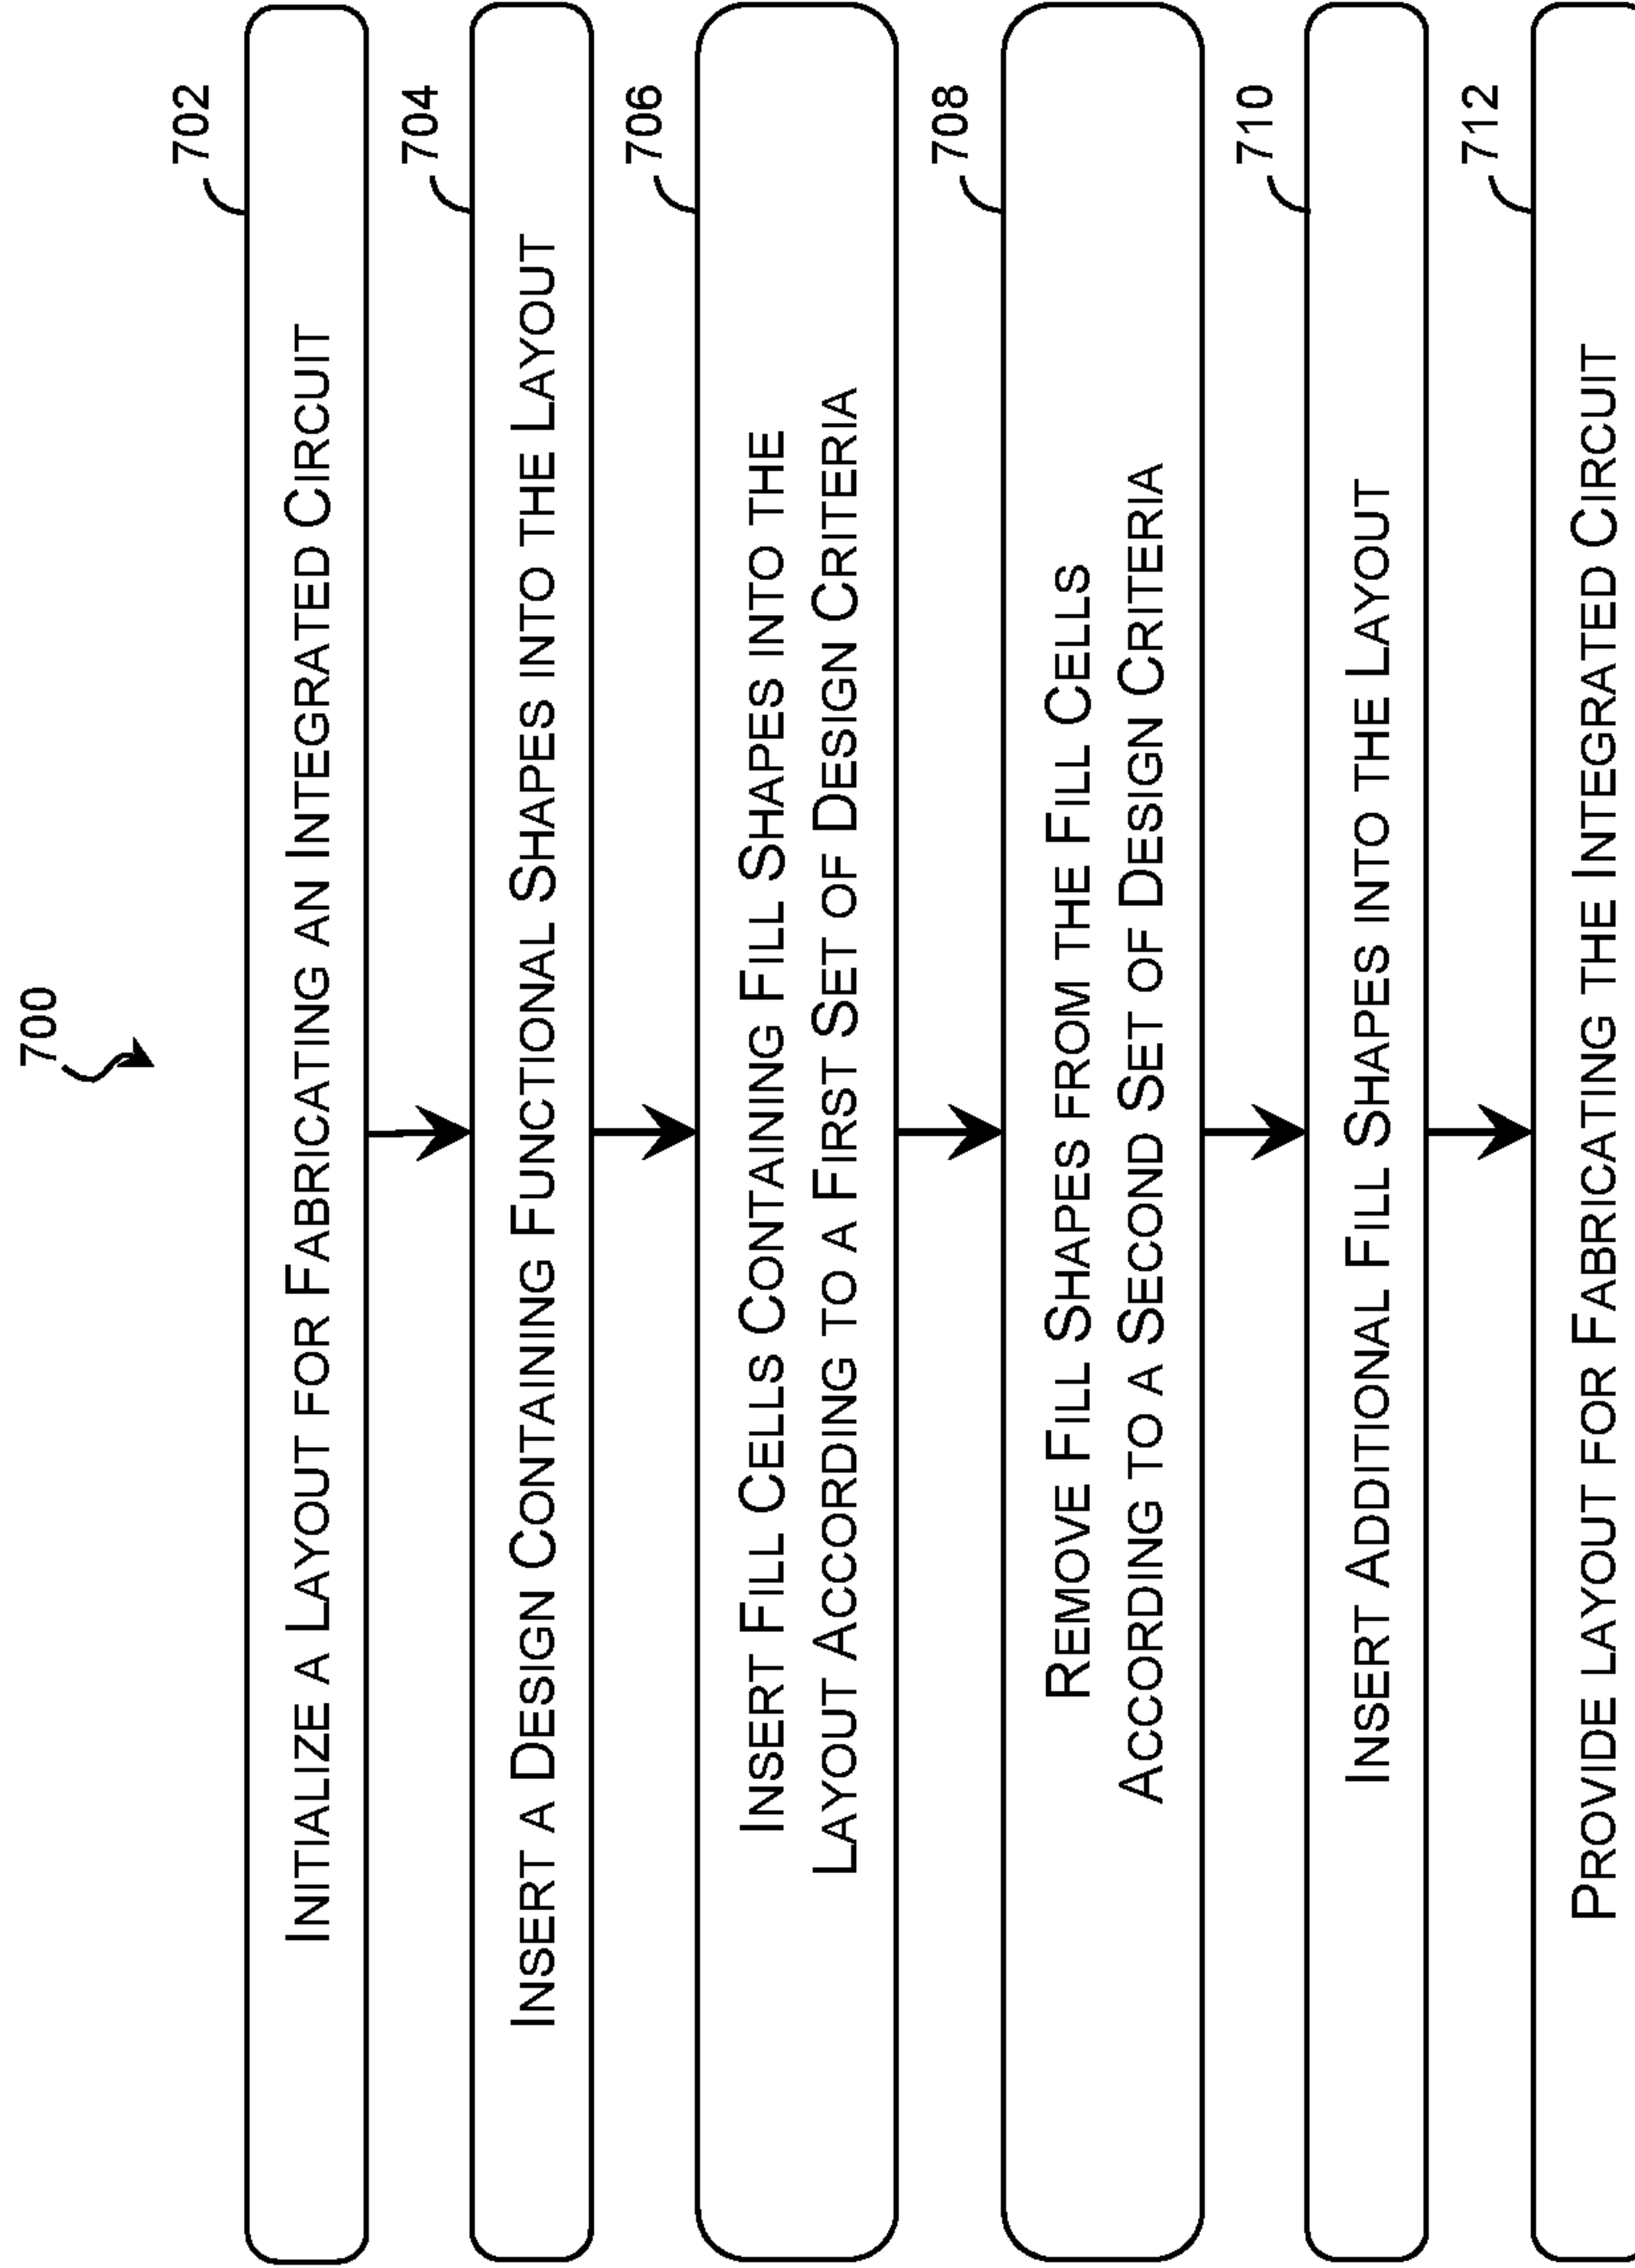 700
702
INITIALIZE A LAYOUT FOR FABRICATING AN INTEGRATED CIRCUIT
704
INSERT A DESIGN CONTAINING FUNCTIONAL SHAPES INTO THE LAYOUT
706
INSERT FILL CELLS CONTAINING FILL SHAPES INTO THE
LAYOUT ACCORDING TO A FIRST SET OF DESIGN CRITERIA
708
REMOVE FILL SHAPES FROM THE FILL CELLS
ACCORDING TO A SECOND SET OF DESIGN CRITERIA
710
INSERT ADDITIONAL FILL SHAPES INTO THE LAYOUT
712
PROVIDE LAYOUT FOR FABRICATING THE INTEGRATED CIRCUIT